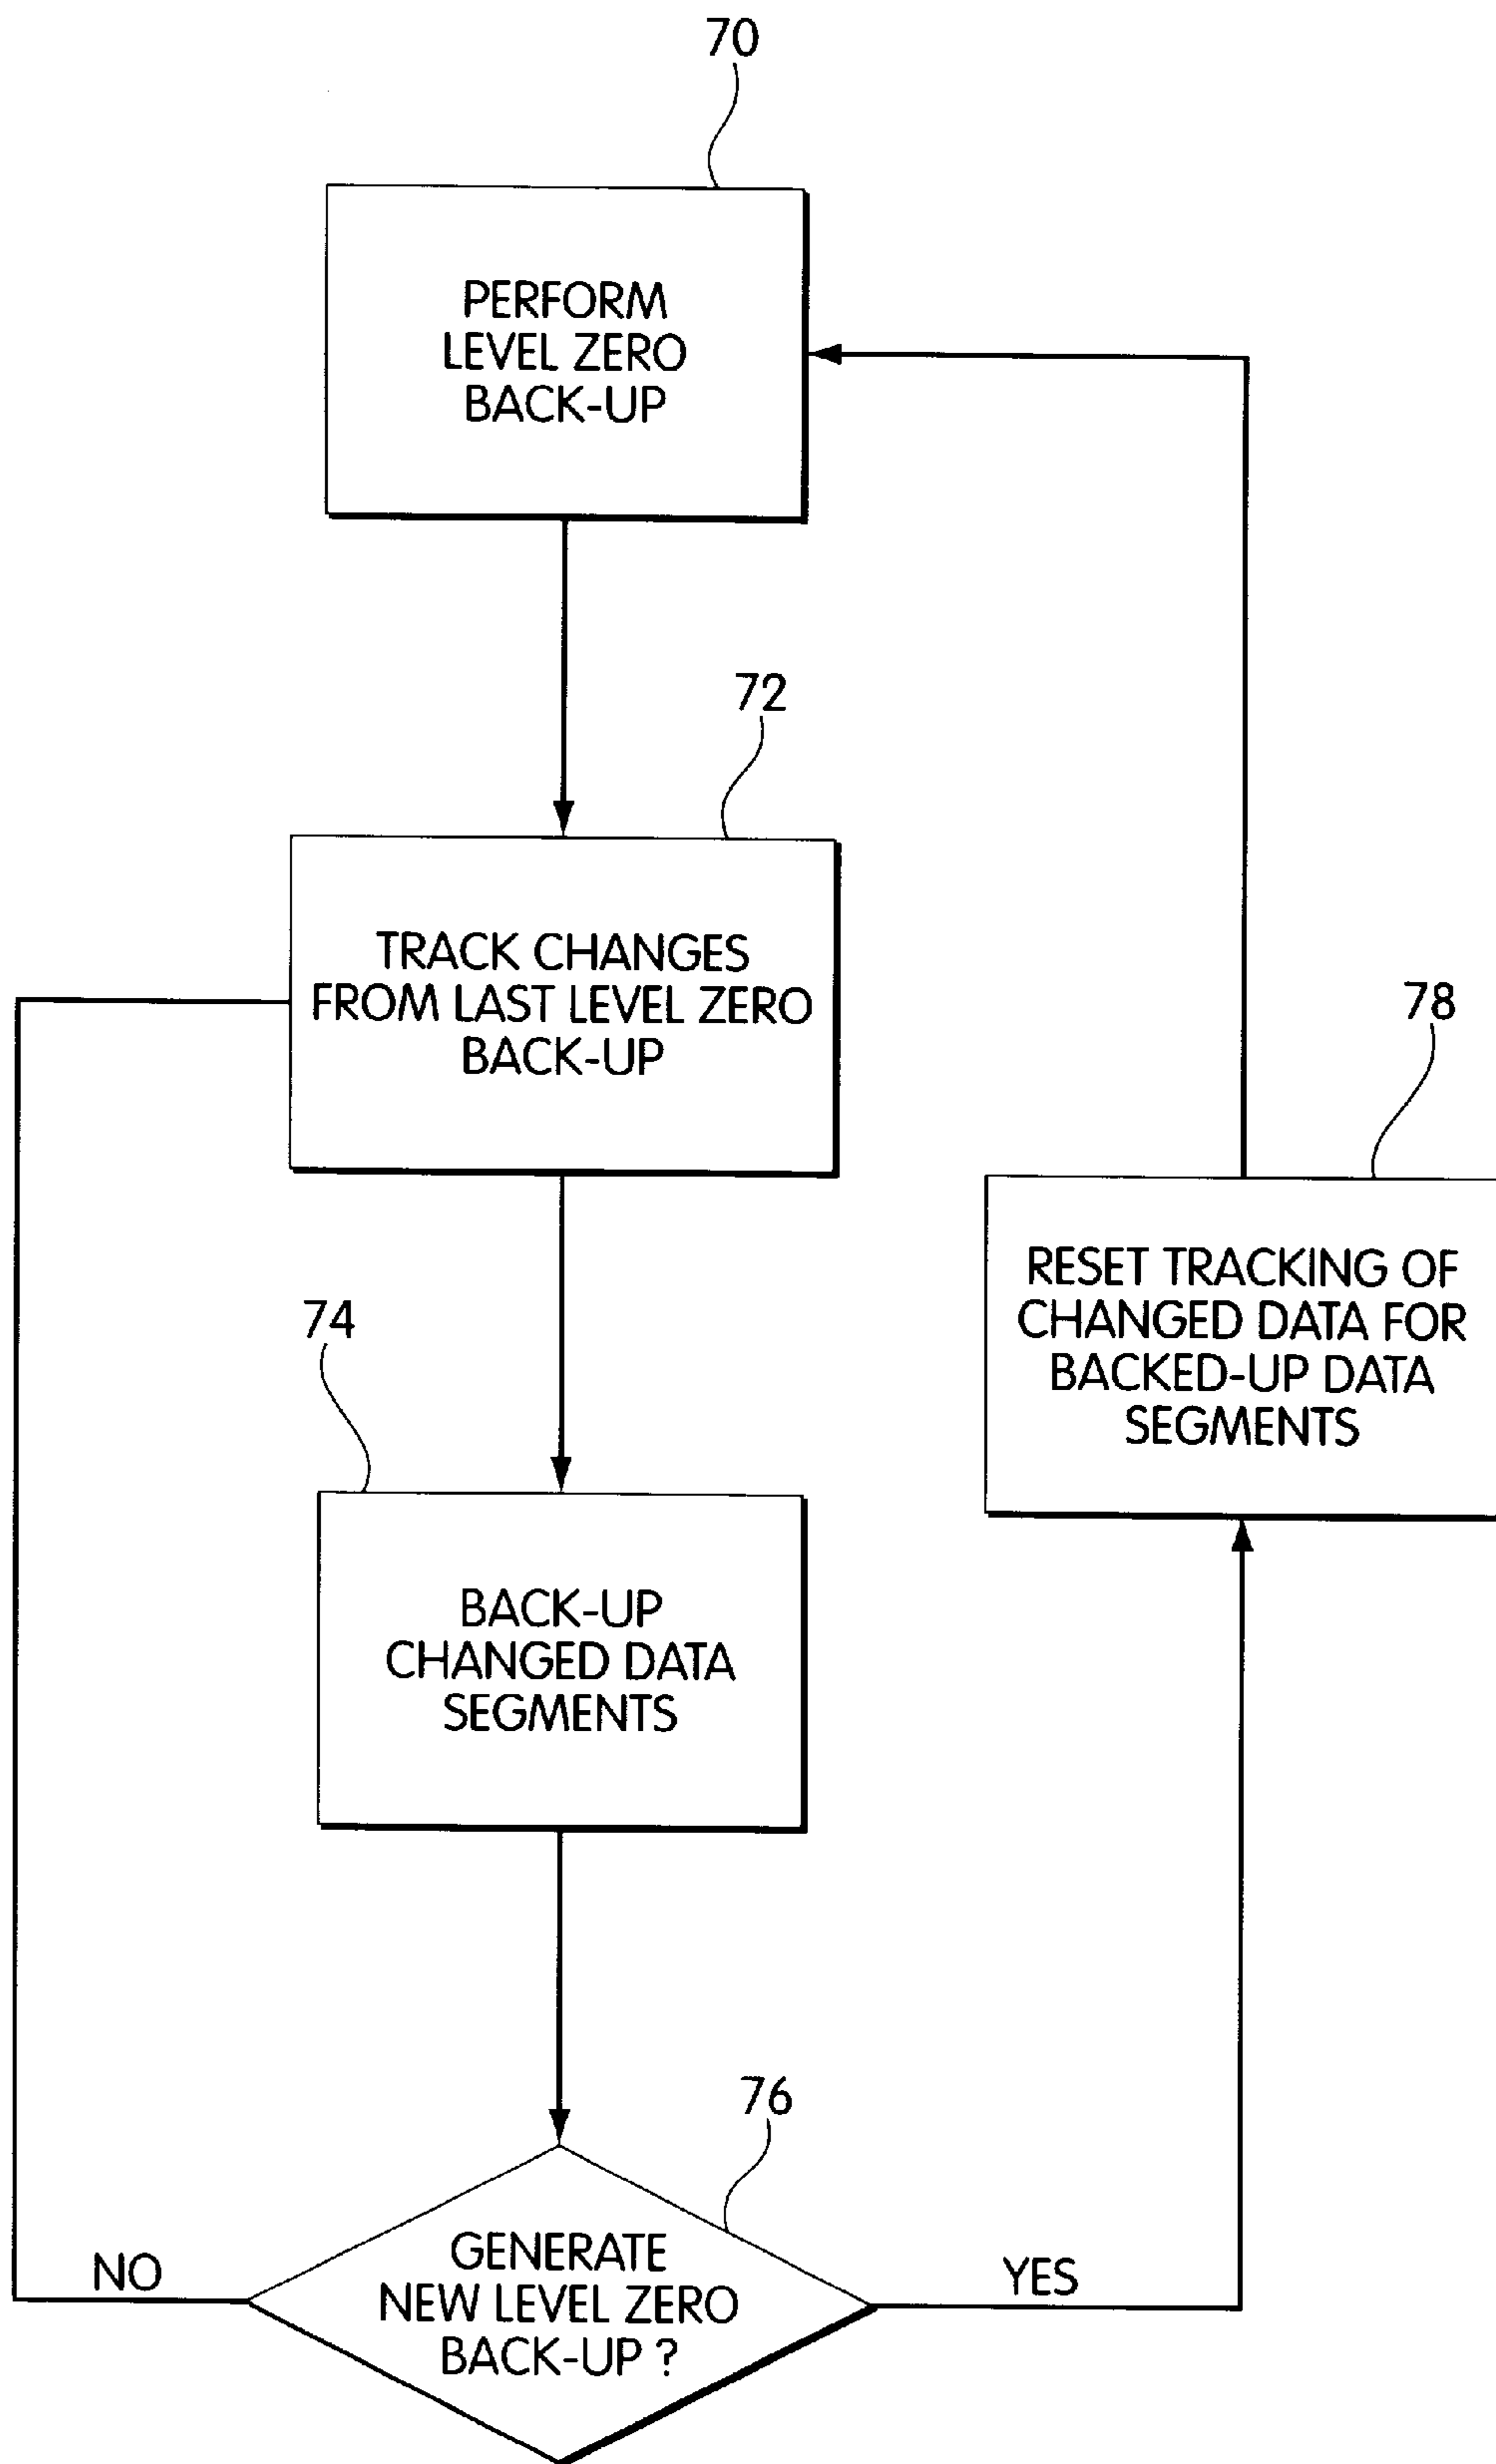 70
PERFORM
LEVEL ZERO
BACK-UP
72
TRACK CHANGES
FROM LAST LEVEL ZERO
BACK-UP
78
RESET TRACKING OF
CHANGED DATA FOR
BACKED-UP DATA
SEGMENTS
74
BACK-UP
CHANGED DATA
SEGMENTS
76
GENERATE
NEW LEVEL ZERO
BACK-UP ?
NO
YES